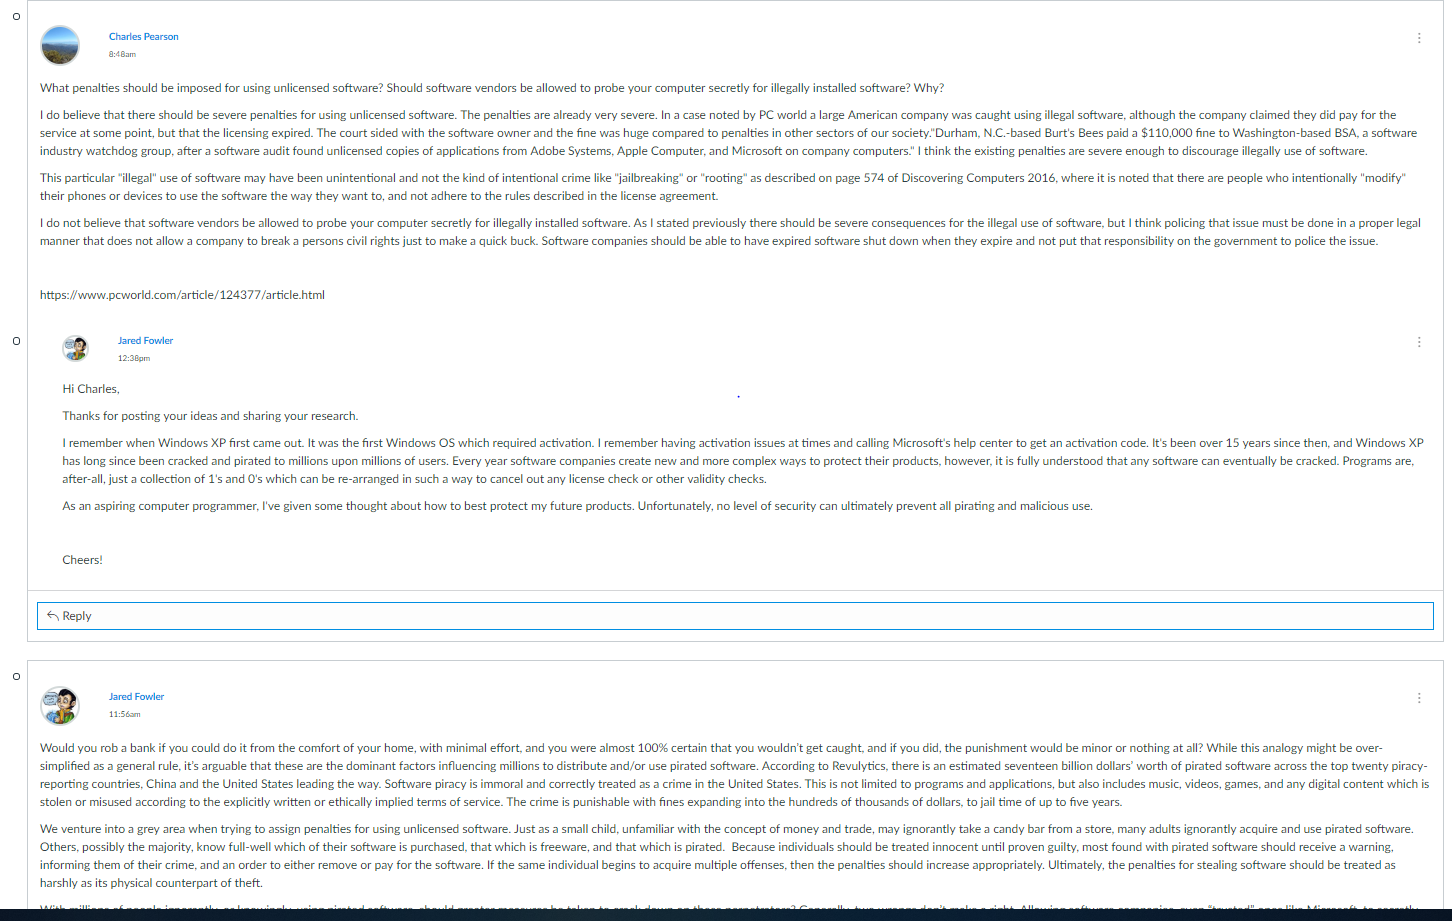 Charles Pearson
8:48am
What penalties should be imposed for using unlicensed software? Should software vendors be allowed to probe your computer secretly for illegally installed software? Why?
I do believe that there should be severe penalties for using unlicensed software. The penalties are already very severe. In a case noted by PC world a large American company was caught using illegal software, although the company claimed they did pay for the
service at some point, but that the licensing expired. The court sided with the software owner and the fine was huge compared to penalties in other sectors of our society."Durham, N.C.-based Burt's Bees paid a $110,000 fine to Washington-based BSA, a software
industry watchdog group, after a software audit found unlicensed copies of applications from Adobe Systems, Apple Computer, and Microsoft on company computers." I think the existing penalties are severe enough to discourage illegally use of software.
This particular "illegal" use of software may have been unintentional and not the kind of intentional crime like "jailbreaking" or "rooting" as described on page 574 of Discovering Computers 2016, where it is noted that there are people who intentionally "modify"
their phones or devices to use the software the way they want to, and not adhere to the rules described in the license agreement.
I do not believe that software vendors be allowed to probe your computer secretly for illegally installed software. As I stated previously there should be severe consequences for the illegal use of software, but I think policing that issue must be done in a proper legal
manner that does not allow a company to break a persons civil rights just to make a quick buck. Software companies should be able to have expired software shut down when they expire and not put that responsibility on the government to police the issue.
https://www.pcworld.com/article/124377/article.html
Jared Fowler
12:38pm
Hi Charles,
Thanks for posting your ideas and sharing your research.
I remember when Windows XP first came out. It was the first Windows OS which required activation. I remember having activation issues at times and calling Microsoft's help center to get an activation code. It's been over 15 years since then, and Windows XP
has long since been cracked and pirated to millions upon millions of users. Every year software companies create new and more complex ways to protect their products, however, it is fully understood that any software can eventually be cracked. Programs are,
after-all, just a collection of 1's and 0's which can be re-arranged in such a way to cancel out any license check or other validity checks.
As an aspiring computer programmer, I've given some thought about how to best protect my future products. Unfortunately, no level of security can ultimately prevent all pirating and malicious use.
Cheers!
Reply
Jared Fowler
11:56am
Would you rob a bank if you could do it from the comfort of your home, with minimal effort, and you were almost 100% certain that you wouldn't get caught, and if you did, the punishment would be minor or nothing at all? While this analogy might be over-
simplified as a general rule, it's arguable that these are the dominant factors influencing millions to distribute and/or use pirated software. According to Revulytics, there is an estimated seventeen billion dollars' worth of pirated software across the top twenty piracy-
reporting countries, China and the United States leading the way. Software piracy is immoral and correctly treated as a crime in the United States. This is not limited to programs and applications, but also includes music, videos, games, and any digital content which is
stolen or misused according to the explicitly written or ethically implied terms of service. The crime is punishable with fines expanding into the hundreds of thousands of dollars, to jail time of up to five years.
We venture into a grey area when trying to assign penalties for using unlicensed software. Just as a small child, unfamiliar with the concept of money and trade, may ignorantly take a candy bar from a store, many adults ignorantly acquire and use pirated software.
Others, possibly the majority, know full-well which of their software is purchased, that which is freeware, and that which is pirated. Because individuals should be treated innocent until proven guilty, most found with pirated software should receive a warning,
informing them of their crime, and an order to either remove or pay for the software. If the same individual begins to acquire multiple offenses, then the penalties should increase appropriately. Ultimately, the penalties for stealing software should be treated as
harshly as its physical counterpart of theft.